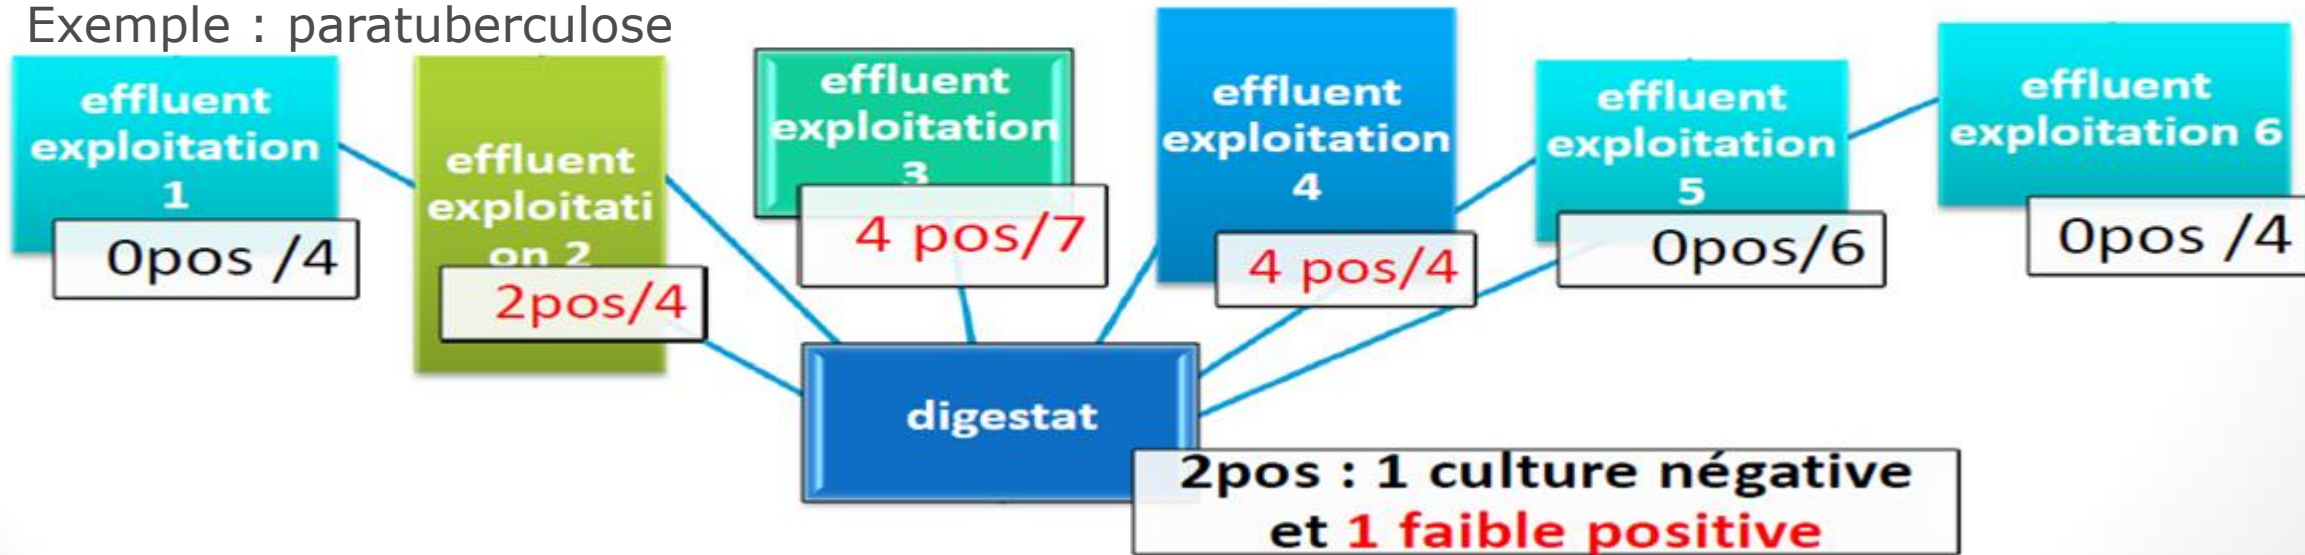 Exemple : paratuberculose
effluent
exploitation
1
0pos /4
effluent
exploitati
on 2
2pos/4
effluent
exploitation
3
4 pos/7
effluent
exploitation
4
4 pos/4
effluent
exploitation
5
0pos/6
effluent
exploitation 6
0pos /4
digestat
2pos : 1 culture négative
et 1 faible positive